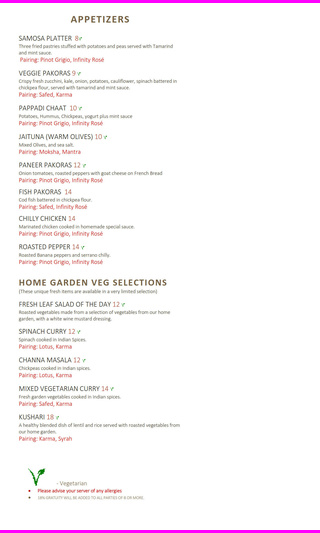 APPETIZERS
SAMOSA PLATTER 8
Three fried pastries stuffed with potatoes and peas served with Tamarind
and mint sauce.
Pairing: Pinot Grigio, Infinity Rosé
VEGGIE PAKORAS 9
Crispy fresh zucchini, kale, onion, potatoes, cauliflower, spinach battered in
chickpea flour, served with tamarind and mint sauce.
Pairing: Safed, Karma
PAPPADI CHAAT 10
Potatoes, Hummus, Chickpeas, yogurt plus mint sauce
Pairing: Pinot Grigio, Infinity Rosé
JAITUNA (WARM OLIVES) 10
Mixed Olives, and sea salt.
Pairing: Moksha, Mantra
PANEER PAKORAS 12
Onion tomatoes, roasted peppers with goat cheese on French Bread
Pairing: Pinot Grigio, Infinity Rosé
FISH PAKORAS 14
Cod fish battered in chickpea flour.
Pairing: Safed, Infinity Rosé
CHILLY CHICKEN 14
Marinated chicken cooked in homemade special sauce.
Pairing: Pinot Grigio, Infinity Rosé
ROASTED PEPPER 14
Roasted Banana peppers and serrano chilly.
Pairing: Pinot Grigio, Infinity Rosé
HOME GARDEN VEG SELECTIONS
(These unique fresh items are available in a very limited selection)
FRESH LEAF SALAD OF THE DAY 12
Roasted vegetables made from a selection of vegetables from our home
garden, with a white wine mustard dressing.
SPINACH CURRY 12
Spinach cooked in Indian Spices.
Pairing: Lotus, Karma
CHANNA MASALA 12
Chickpeas cooked in Indian spices.
Pairing: Lotus, Karma
MIXED VEGETARIAN CURRY 14
Fresh garden vegetables cooked in Indian spices.
Pairing: Safed, Karma
KUSHARI 18
A healthy blended dish of lentil and rice served with roasted vegetables from
our home garden.
Pairing: Karma, Syrah
- Vegetarian
• Please advise your server of any allergies
• 18% GRATUITY WILL BE ADDED TO ALL PARTIES OF 8 OR MORE